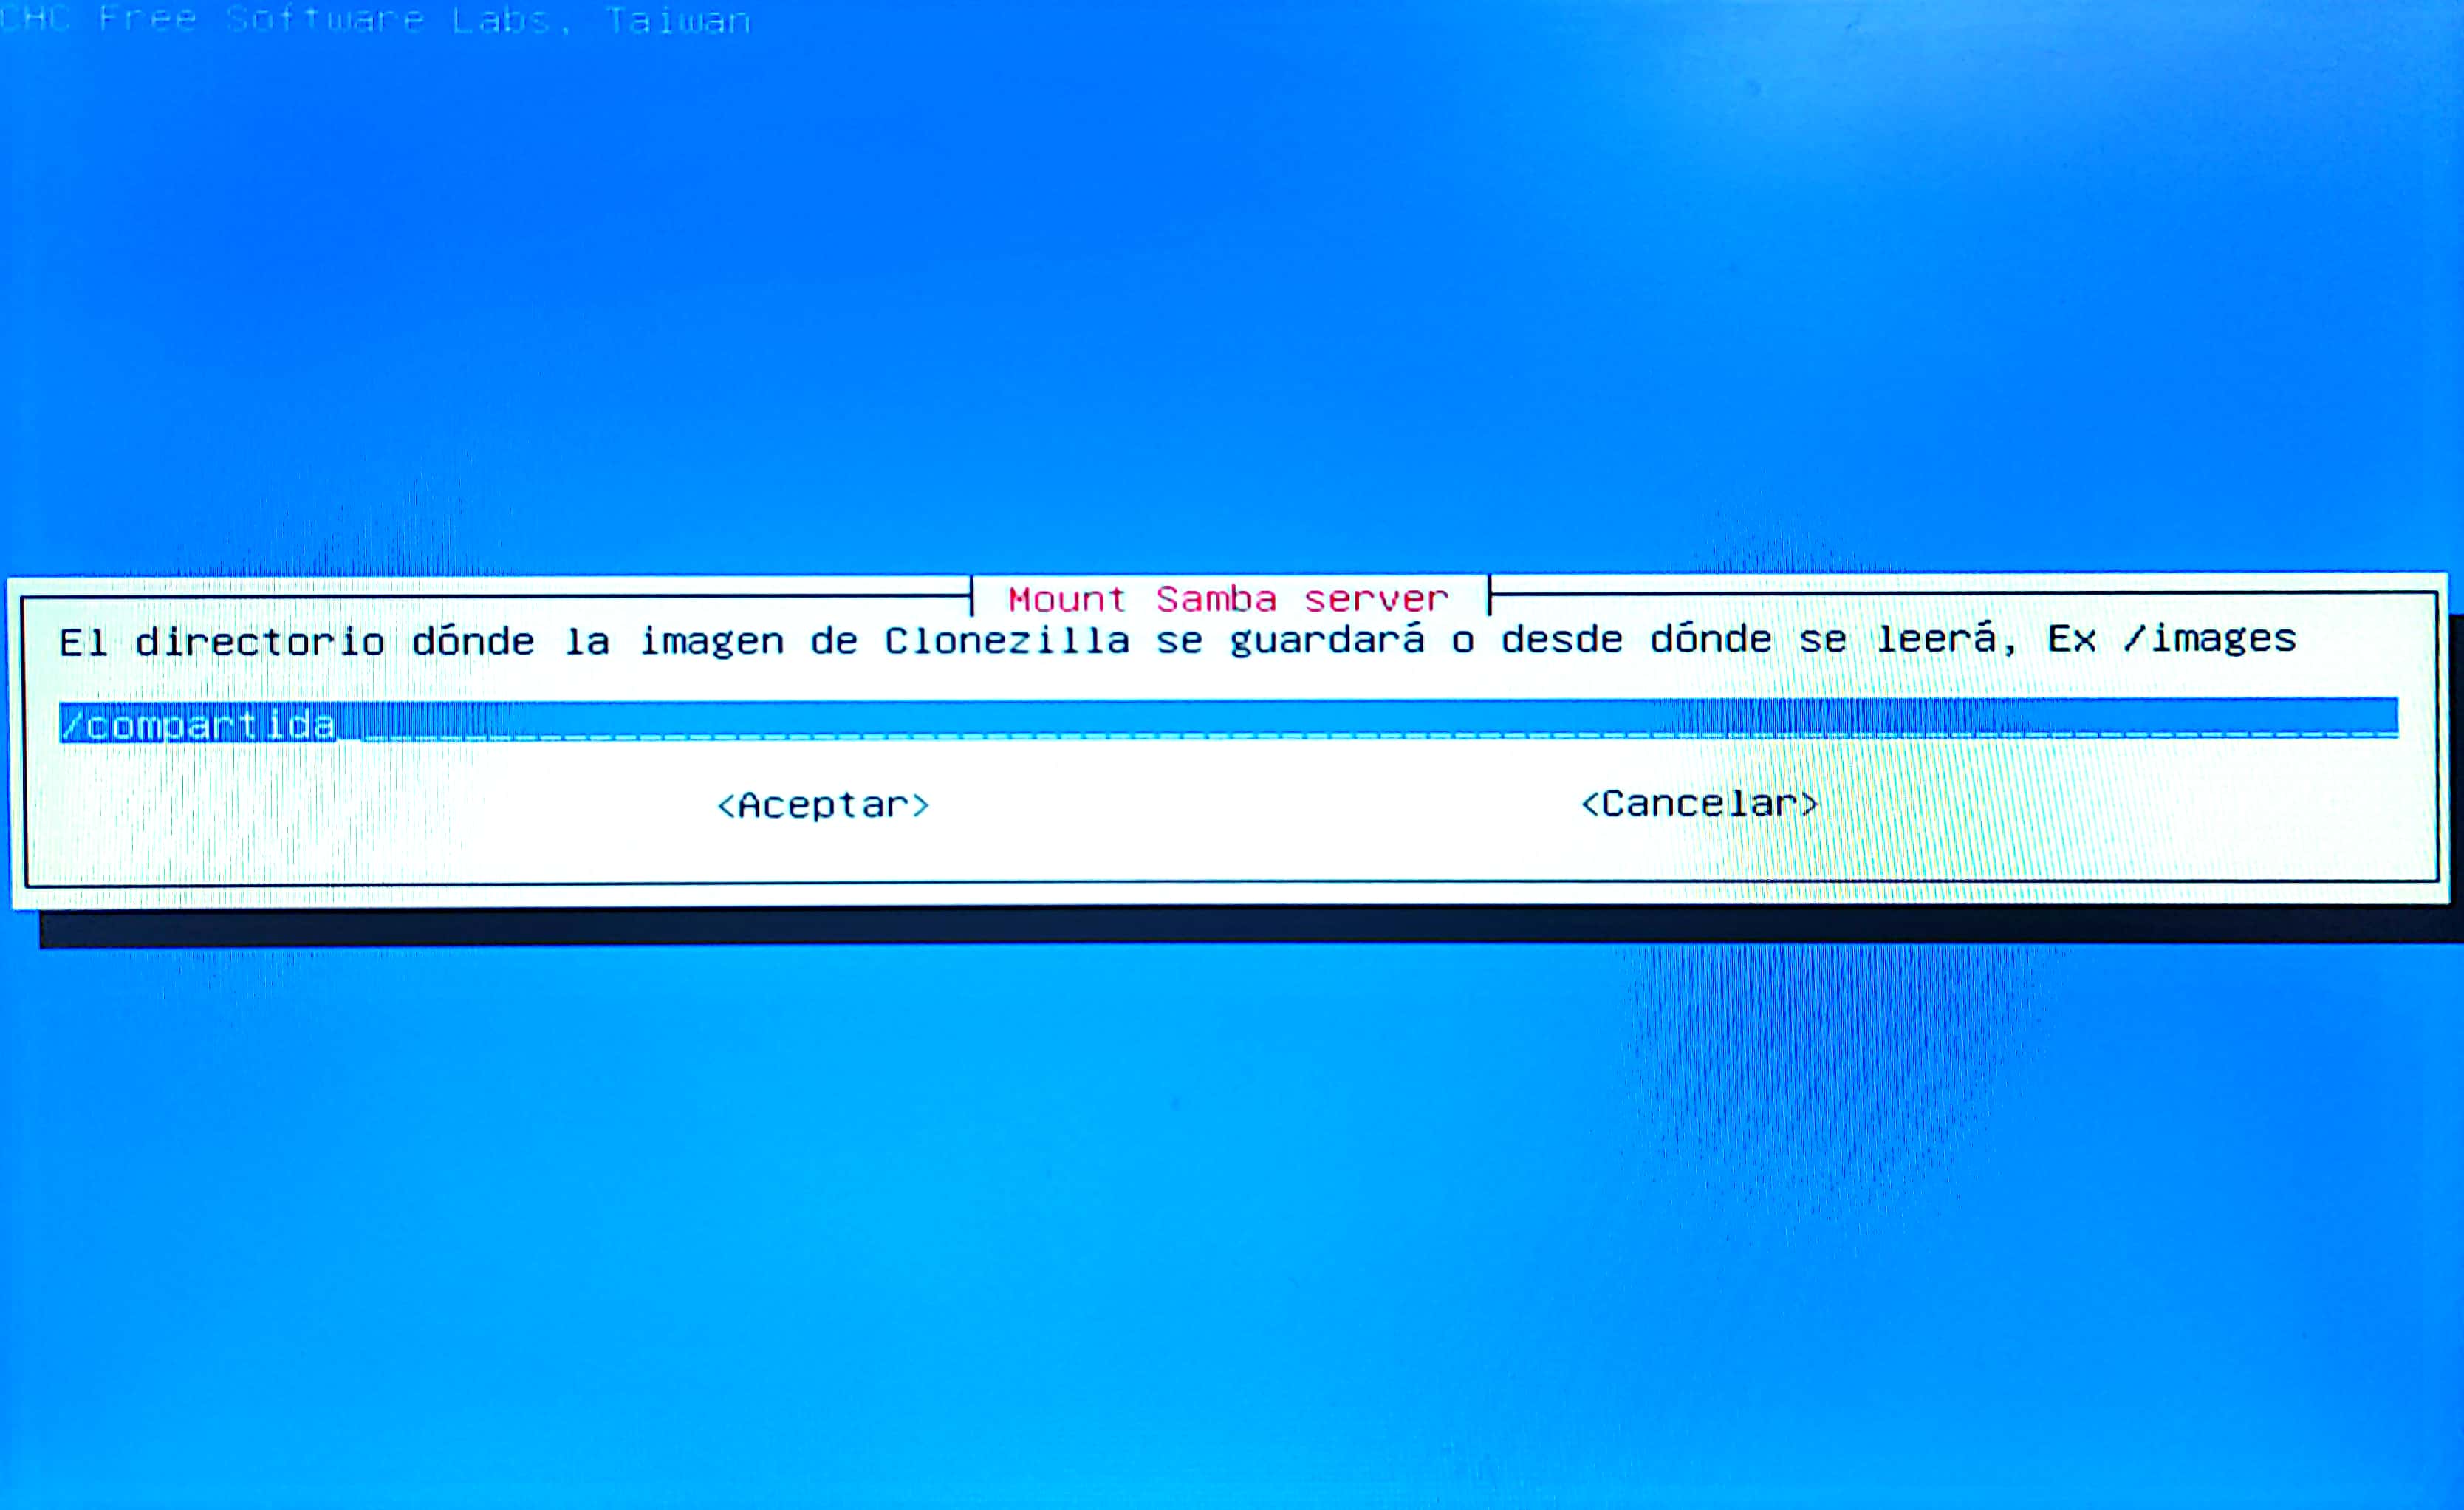 CHC Free Software Labs, Taiwan
Mount Samba server
El directorio dónde la imagen de Clonezilla se guardará o desde dónde se leerá, Ex /images
/compartida
<Aceptar> <Cancelar>